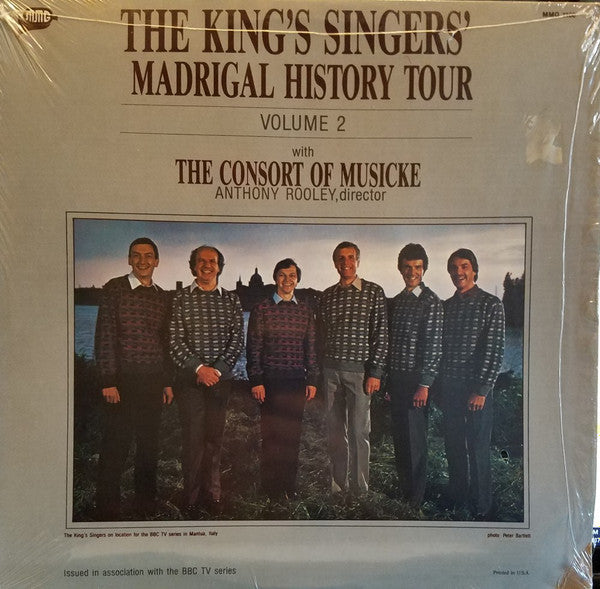 MMG
THE KING'S SINGERS'
MADRIGAL HISTORY TOUR
VOLUME 2
with
THE CONSORT OF MUSICKE
ANTHONY ROOLEY, director
The King's Singers on location for the BBC TV series in Mantua, Italy
photo: Peter Bartlett
Issued in association with the BBC TV series
Printed in U.S.A.